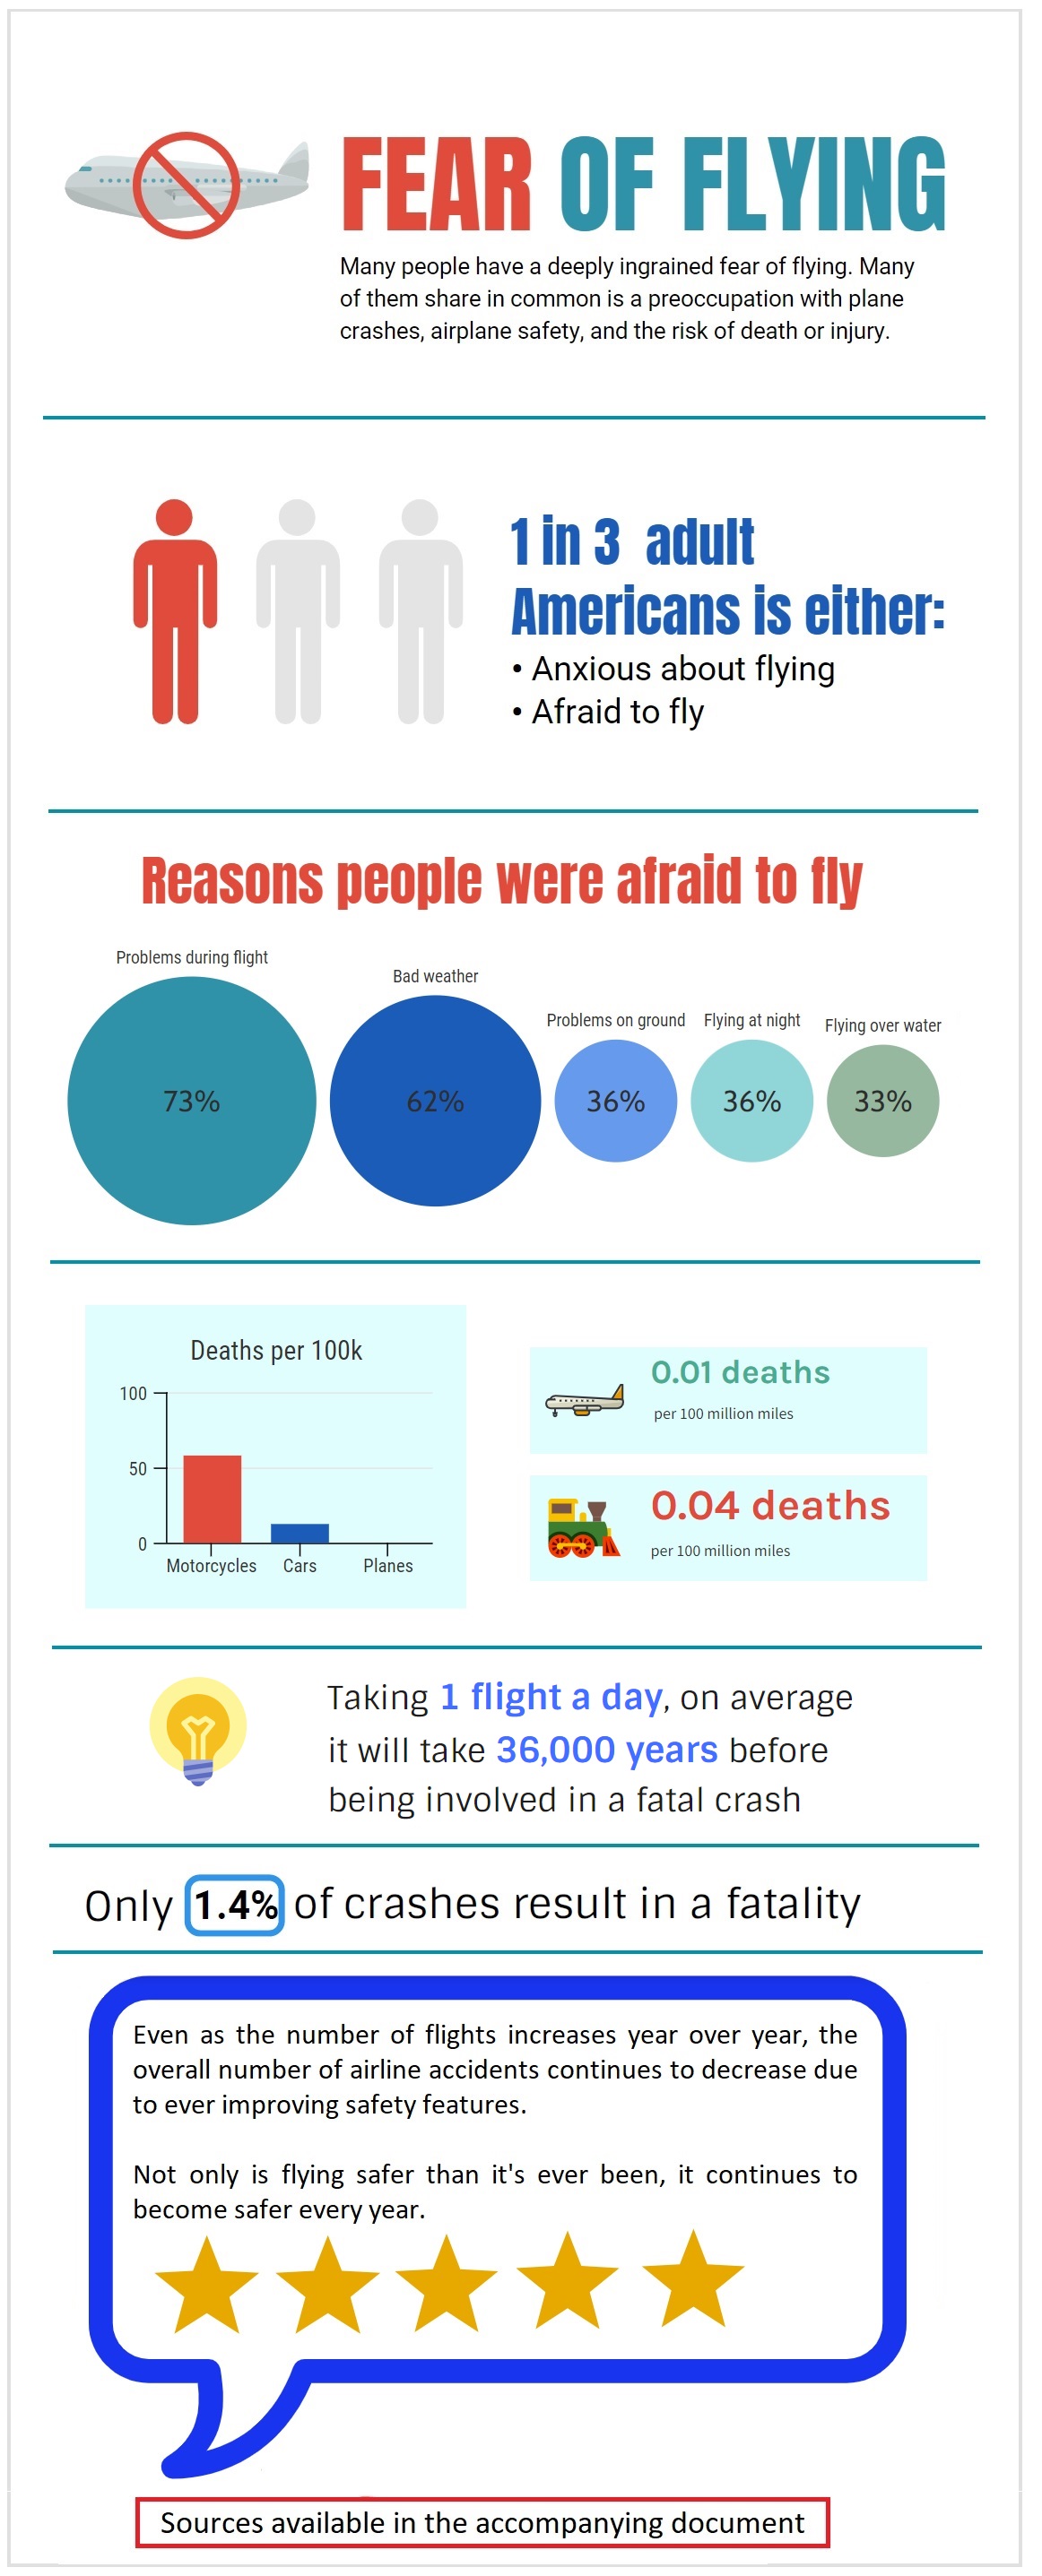 FEAR OF FLYING
Many people have a deeply ingrained fear of flying. Many
of them share in common is a preoccupation with plane
crashes, airplane safety, and the risk of death or injury.
1 in 3 adult
Americans is either:
• Anxious about flying
• Afraid to fly
Reasons people were afraid to fly
Problems during flight
Bad weather
Problems on ground
Flying at night
Flying over water
73%
62%
36%
36%
33%
Deaths per 100k
100
50
0
Motorcycles
Cars
Planes
0.01 deaths
per 100 million miles
0.04 deaths
per 100 million miles
Taking 1 flight a day, on average
it will take 36,000 years before
being involved in a fatal crash
Only 1.4% of crashes result in a fatality
Even as the number of flights increases year over year, the
overall number of airline accidents continues to decrease due
to ever improving safety features.
Not only is flying safer than it's ever been, it continues to
become safer every year.
Sources available in the accompanying document